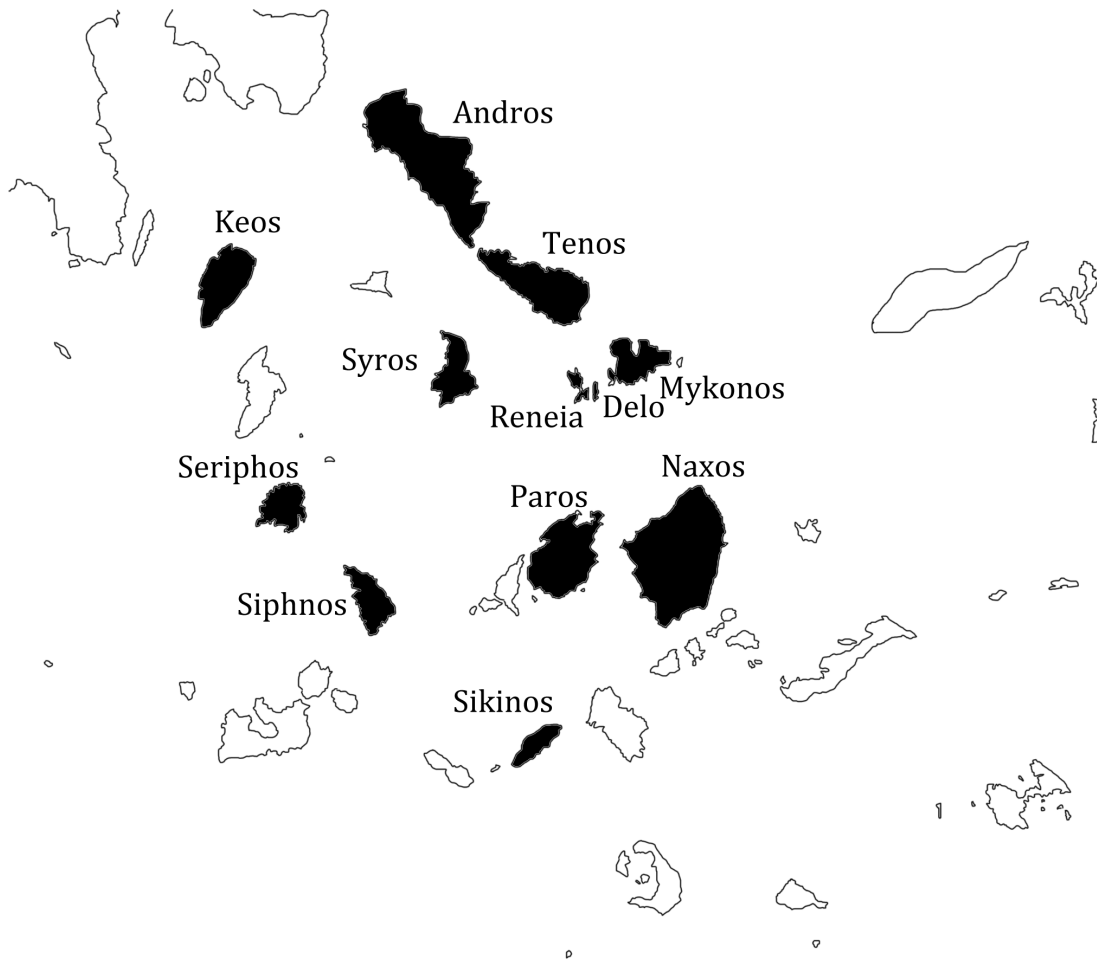 Andros
Keos
Tenos
Syros
Mykonos
Reneia
Delo
Seriphos
Naxos
Paros
Siphnos
Sikinos